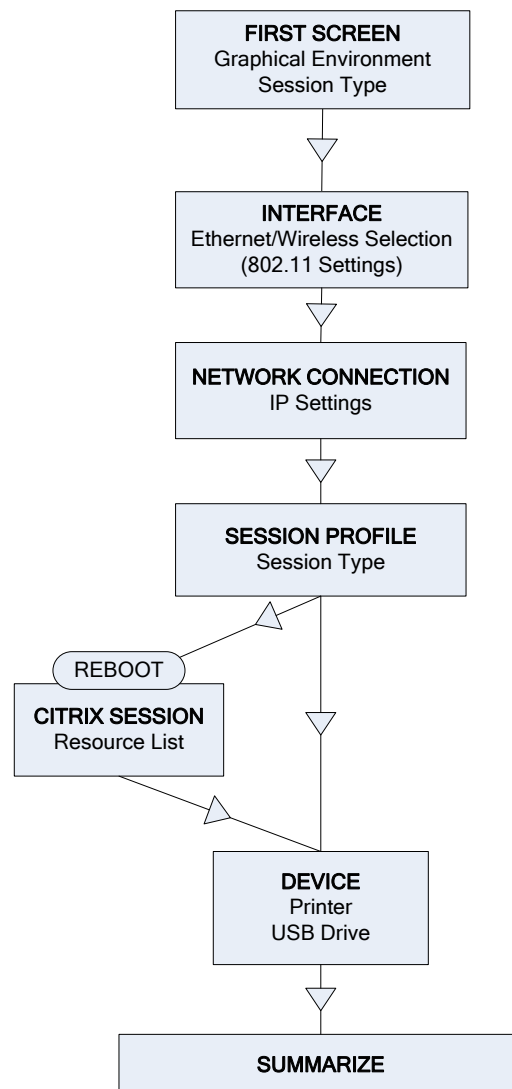 FIRST SCREEN
Graphical Environment
Session Type
INTERFACE
Ethernet/Wireless Selection
(802.11 Settings)
NETWORK CONNECTION
IP Settings
SESSION PROFILE
Session Type
REBOOT
CITRIX SESSION
Resource List
DEVICE
Printer
USB Drive
SUMMARIZE